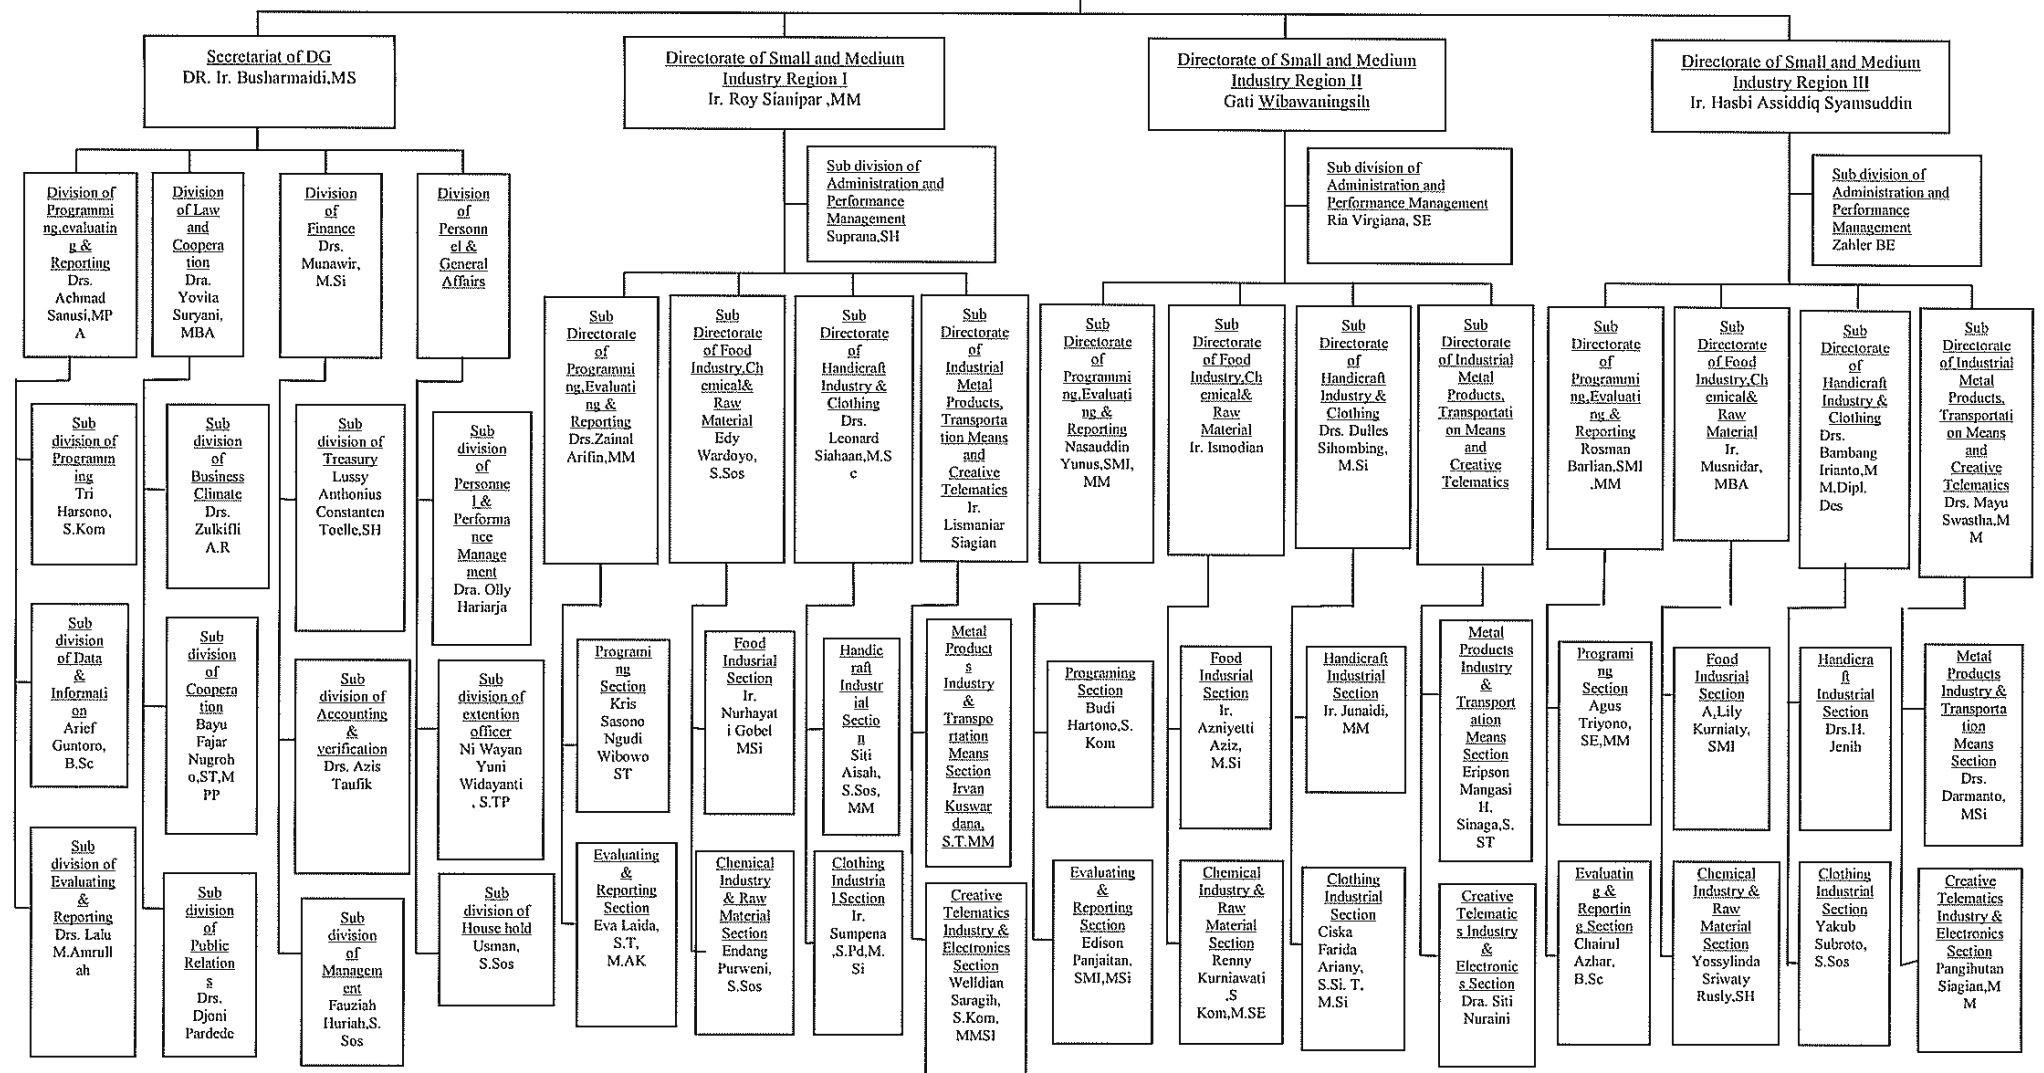 Secretariat of DG
DR. Ir. Busharmaidi,MS
Directorate of Small and Medium
Industry Region I
Ir. Roy Sianipar ,MM
Directorate of Small and Medium
Industry Region II
Gati Wibawaningsih
Directorate of Small and Medium
Industry Region III
Ir. Hasbi Assiddiq Syamsuddin
Sub division of
Administration and
Performance
Management
Suprana,SH
Sub division of
Administration and
Performance Management
Ria Virgiana, SE
Sub division of
Administration and
Performance
Management
Zahler BE
Division of
Programmi
ng,evaluatin
g &
Reporting
Drs.
Achmad
Sanusi,MP
A
Division
of Law
and
Coopera
tion
Dra.
Yovita
Suryani,
MBA
Division
of
Finance
Drs.
Munawir,
M.Si
Division
of
Personn
el &
General
Affairs
Sub
Directorate
of
Programmi
ng,Evaluati
ng &
Reporting
Drs.Zainal
Arifin,MM
Sub
Directorate
of Food
Industry,Ch
emical&
Raw
Material
Edy
Wardoyo,
S.Sos
Sub
Directorate
of
Handicraft
Industry &
Clothing
Drs.
Leonard
Siahaan,M.S
c
Sub
Directorate
of
Industrial
Metal
Products,
Transporta
tion Means
and
Creative
Telematics
Ir.
Lismaniar
Siagian
Sub
Directorate
of
Programmi
ng,Evaluati
ng &
Reporting
Nasauddin
Yunus,SMI,
MM
Sub
Directorate
of Food
Industry,Ch
emical&
Raw
Material
Ir. Ismodian
Sub
Directorate
of
Handicraft
Industry &
Clothing
Drs. Dulles
Sihombing,
M.Si
Sub
Directorate
of Industrial
Metal
Products,
Transportati
on Means
and
Creative
Telematics
Sub
Directorate
of
Programmi
ng,Evaluati
ng &
Reporting
Rosman
Barlian,SMI
,MM
Sub
Directorate
of Food
Industry,Ch
emical&
Raw
Material
Ir.
Musnidar,
MBA
Sub
Directorate
of
Handicraft
Industry &
Clothing
Drs.
Bambang
Irianto,M
M.Dipl.
Des
Sub
Directorate
of Industrial
Metal
Products,
Transportati
on Means
and
Creative
Telematics
Drs. Mayu
Swastha,M
M
Sub
division of
Programm
ing
Tri
Harsono,
S.Kom
Sub
division
of
Business
Climate
Drs.
Zulkifli
A.R
Sub
division of
Treasury
Lussy
Anthonius
Constanten
Toelle,SH
Sub
division
of
Personne
l &
Performa
nce
Manage
ment
Dra. Olly
Hariarja
Sub
division
of Data
&
Informati
on
Arief
Guntoro,
B.Sc
Sub
division
of
Coopera
tion
Bayu
Fajar
Nugroh
o,ST,M
PP
Sub
division of
Accounting
&
verification
Drs. Azis
Taufik
Sub
division of
extention
officer
Ni Wayan
Yuni
Widayanti
, S.TP
Sub
division of
Evaluating
&
Reporting
Drs. Lalu
M.Amrull
ah
Sub
division
of
Public
Relation
s
Drs.
Djoni
Pardede
Sub
division
of
Managem
ent
Fauziah
Huriah,S.
Sos
Sub
division of
House hold
Usman,
S.Sos
Programi
ng
Section
Kris
Sasono
Ngudi
Wibowo
ST
Food
Indusrial
Section
Ir.
Nurhayat
i Gobel
MSi
Handic
raft
Industr
ial
Sectio
n
Siti
Aisah,
S.Sos,
MM
Metal
Product
s
Industry
&
Transpo
rtation
Means
Section
Irvan
Kuswar
dana,
S.T.MM
Programing
Section
Budi
Hartono,S.
Kom
Food
Indusrial
Section
Ir.
Azniyetti
Aziz,
M.Si
Handicraft
Industrial
Section
Ir. Junaidi,
MM
Metal
Products
Industry
&
Transport
ation
Means
Section
Eripson
Mangasi
H.
Sinaga,S.
ST
Programi
ng
Section
Agus
Triyono,
SE,MM
Food
Indusrial
Section
A.Lily
Kurniaty,
SMI
Handicra
ft
Industrial
Section
Drs.H.
Jenih
Metal
Products
Industry &
Transporta
tion
Means
Section
Drs.
Darmanto,
MSi
Evaluating
&
Reporting
Section
Eva Laida,
S.T,
M.AK
Chemical
Industry
& Raw
Material
Section
Endang
Purweni,
S.Sos
Clothing
Industria
l Section
Ir.
Sumpena
,S.Pd,M.
Si
Creative
Telematics
Industry &
Electronics
Section
Welldian
Saragih,
S.Kom,
MMSI
Evaluating
&
Reporting
Section
Edison
Panjaitan,
SMI,MSi
Chemical
Industry &
Raw
Material
Section
Renny
Kurniawati
,S
Kom,M.SE
Clothing
Industrial
Section
Ciska
Farida
Ariany,
S.Si. T,
M.Si
Creative
Telematic
s Industry
&
Electronic
s Section
Dra. Siti
Nuraini
Evaluatin
g &
Reportin
g Section
Chairul
Azhar,
B.Sc
Chemical
Industry &
Raw
Material
Section
Yossylinda
Sriwaty
Rusly,SH
Clothing
Industrial
Section
Yakub
Subroto,
S.Sos
Creative
Telematics
Industry &
Electronics
Section
Pangihutan
Siagian,M
M